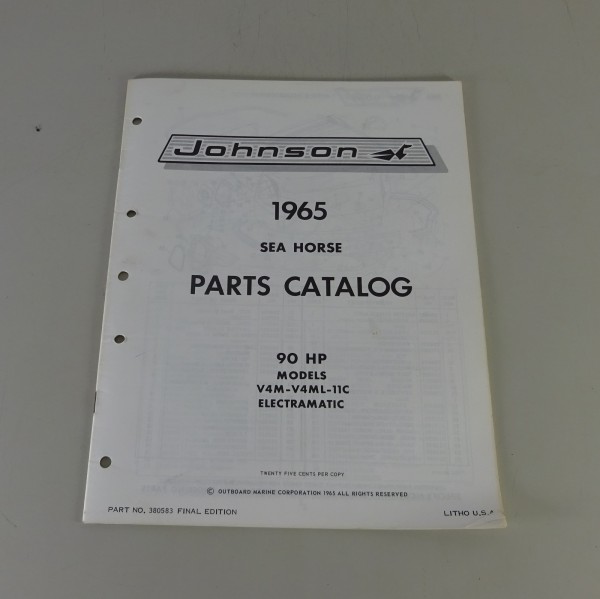 Johnson
1965
SEA HORSE
PARTS CATALOG
90 HP
MODELS
V4M-V4ML-11C
ELECTRAMATIC
TWENTY FIVE CENTS PER COPY
© OUTBOARD MARINE CORPORATION 1965 ALL RIGHTS RESERVED
PART NO. 380583 FINAL EDITION LITHO U.S.A